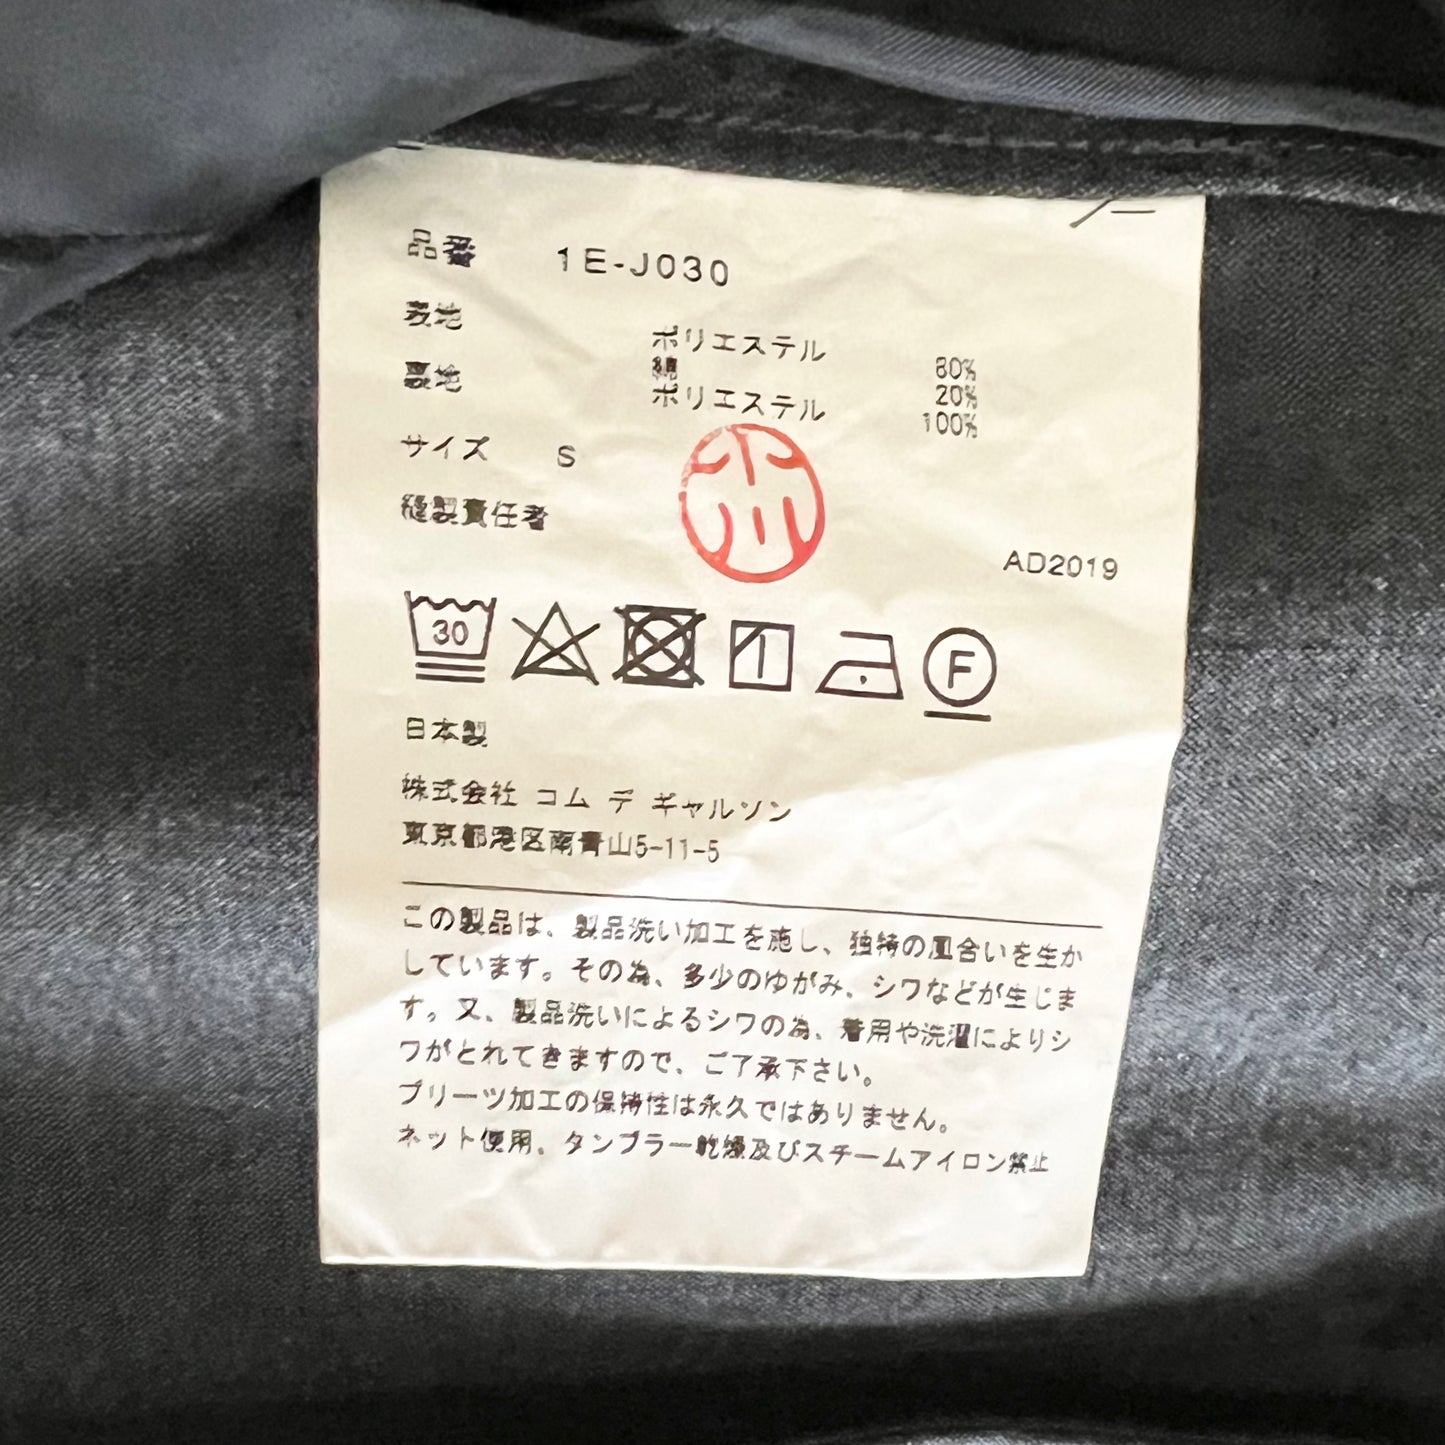 品番 1E-J030
表地 ポリエステル 80%
綿 20%
裏地 ポリエステル 100%
サイズ S
縫製責任者
AD2019
30 F
日本製
株式会社 コム デ ギャルソン
東京都港区南青山5-11-5
この製品は、製品洗い加工を施し、独特の風合いを生か
しています。その為、多少のゆがみ、シワなどが生じま
す。又、製品洗いによるシワの為、着用や洗濯によりシ
ワがとれてきますので、ご了承下さい。
プリーツ加工の保持性は永久ではありません。
ネット使用。タンブラー乾燥及びスチームアイロン禁止